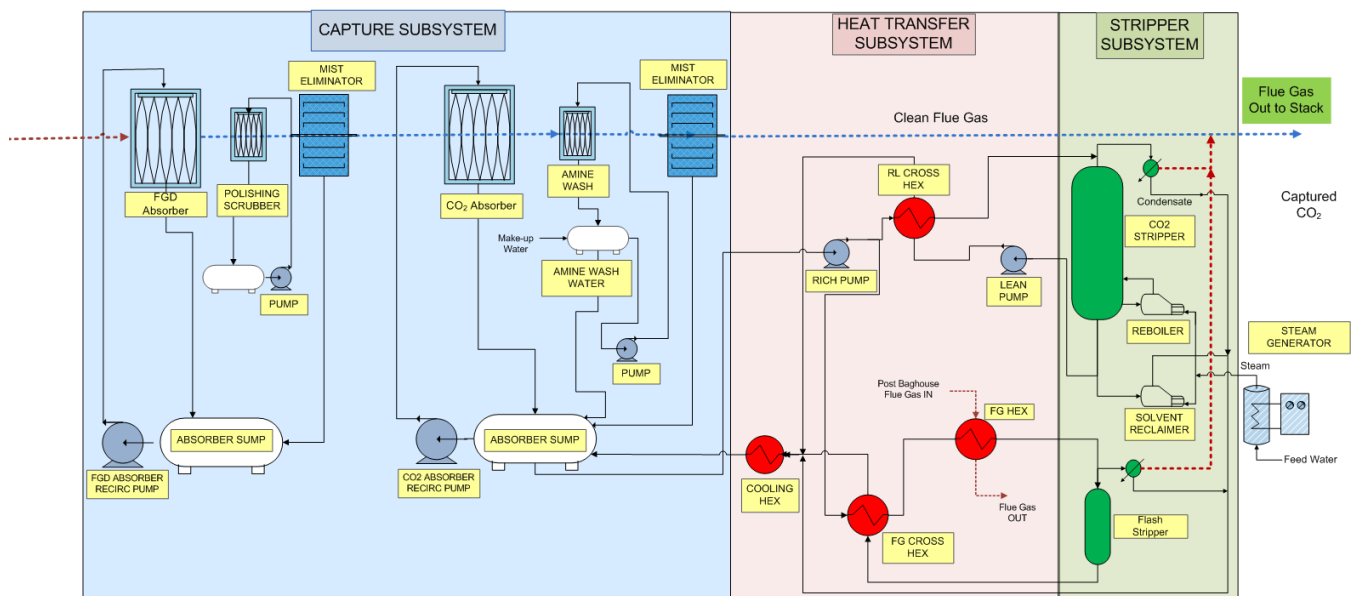 CAPTURE SUBSYSTEM
HEAT TRANSFER
SUBSYSTEM
STRIPPER
SUBSYSTEM
MIST
ELIMINATOR
MIST
ELIMINATOR
Flue Gas
Out to Stack
Clean Flue Gas
FGD
Absorber
POLISHING
SCRUBBER
CO2 Absorber
AMINE
WASH
RL CROSS
HEX
Condensate
Captured
CO2
CO2
STRIPPER
Make-up
Water
AMINE WASH
WATER
PUMP
RICH PUMP
LEAN
PUMP
REBOILER
STEAM
GENERATOR
PUMP
Steam
Post Baghouse
Flue Gas IN
FG HEX
SOLVENT
RECLAIMER
ABSORBER SUMP
ABSORBER SUMP
Feed Water
FGD ABSORBER
RECIRC PUMP
CO2 ABSORBER
RECIRC PUMP
COOLING
HEX
Flue Gas
OUT
Flash
Stripper
FG CROSS
HEX